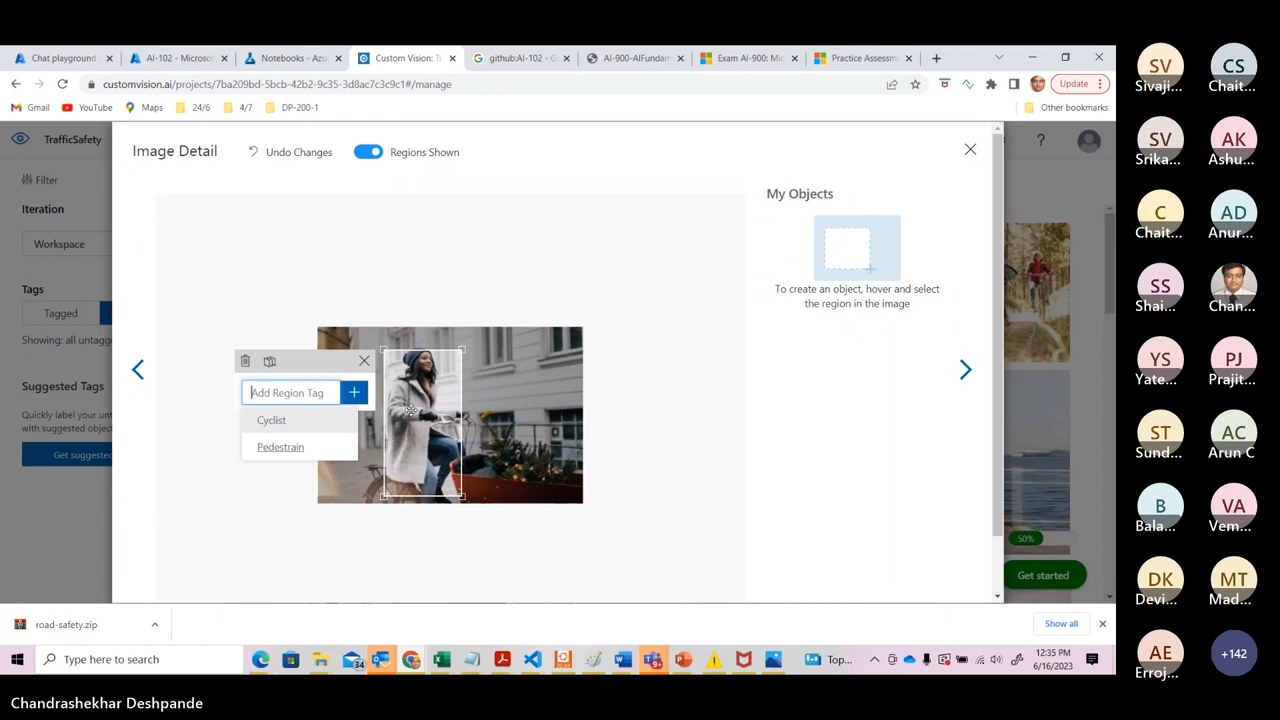 Chat playground
AI-102 - Microsof
Notebooks - Azu
Custom Vision: T
github:AI-102 - G
AI-900-AIFundam
Exam AI-900: Mic
Practice Assessm
customvision.ai/projects/7ba209bd-5bcb-42b2-9c35-3d8ac7c3c9c1#/manage
Update
Gmail
YouTube
Maps
24/6
4/7
DP-200-1
Other bookmarks
TrafficSafety
Image Detail
Undo Changes
Regions Shown
?
Filter
Iteration
Workspace
Tags
Tagged
Showing: all untagge
Suggested Tags
Quickly label your unt
with suggested object
Get suggested
My Objects
To create an object, hover and select
the region in the image
Add Region Tag
Cyclist
Pedestrain
50%
Get started
road-safety.zip
Show all
Type here to search
34
9+
Top...
12:35 PM
6/16/2023
SV
Sivaji...
CS
Chait...
SV
Srika...
AK
Ashu...
C
Chait...
AD
Anur...
SS
Shai...
Chan...
YS
Yate...
PJ
Prajit...
ST
Sund...
AC
Arun C
B
Bala...
VA
Vem...
DK
Devi...
MT
Mad...
AE
Erroj...
+142
Chandrashekhar Deshpande